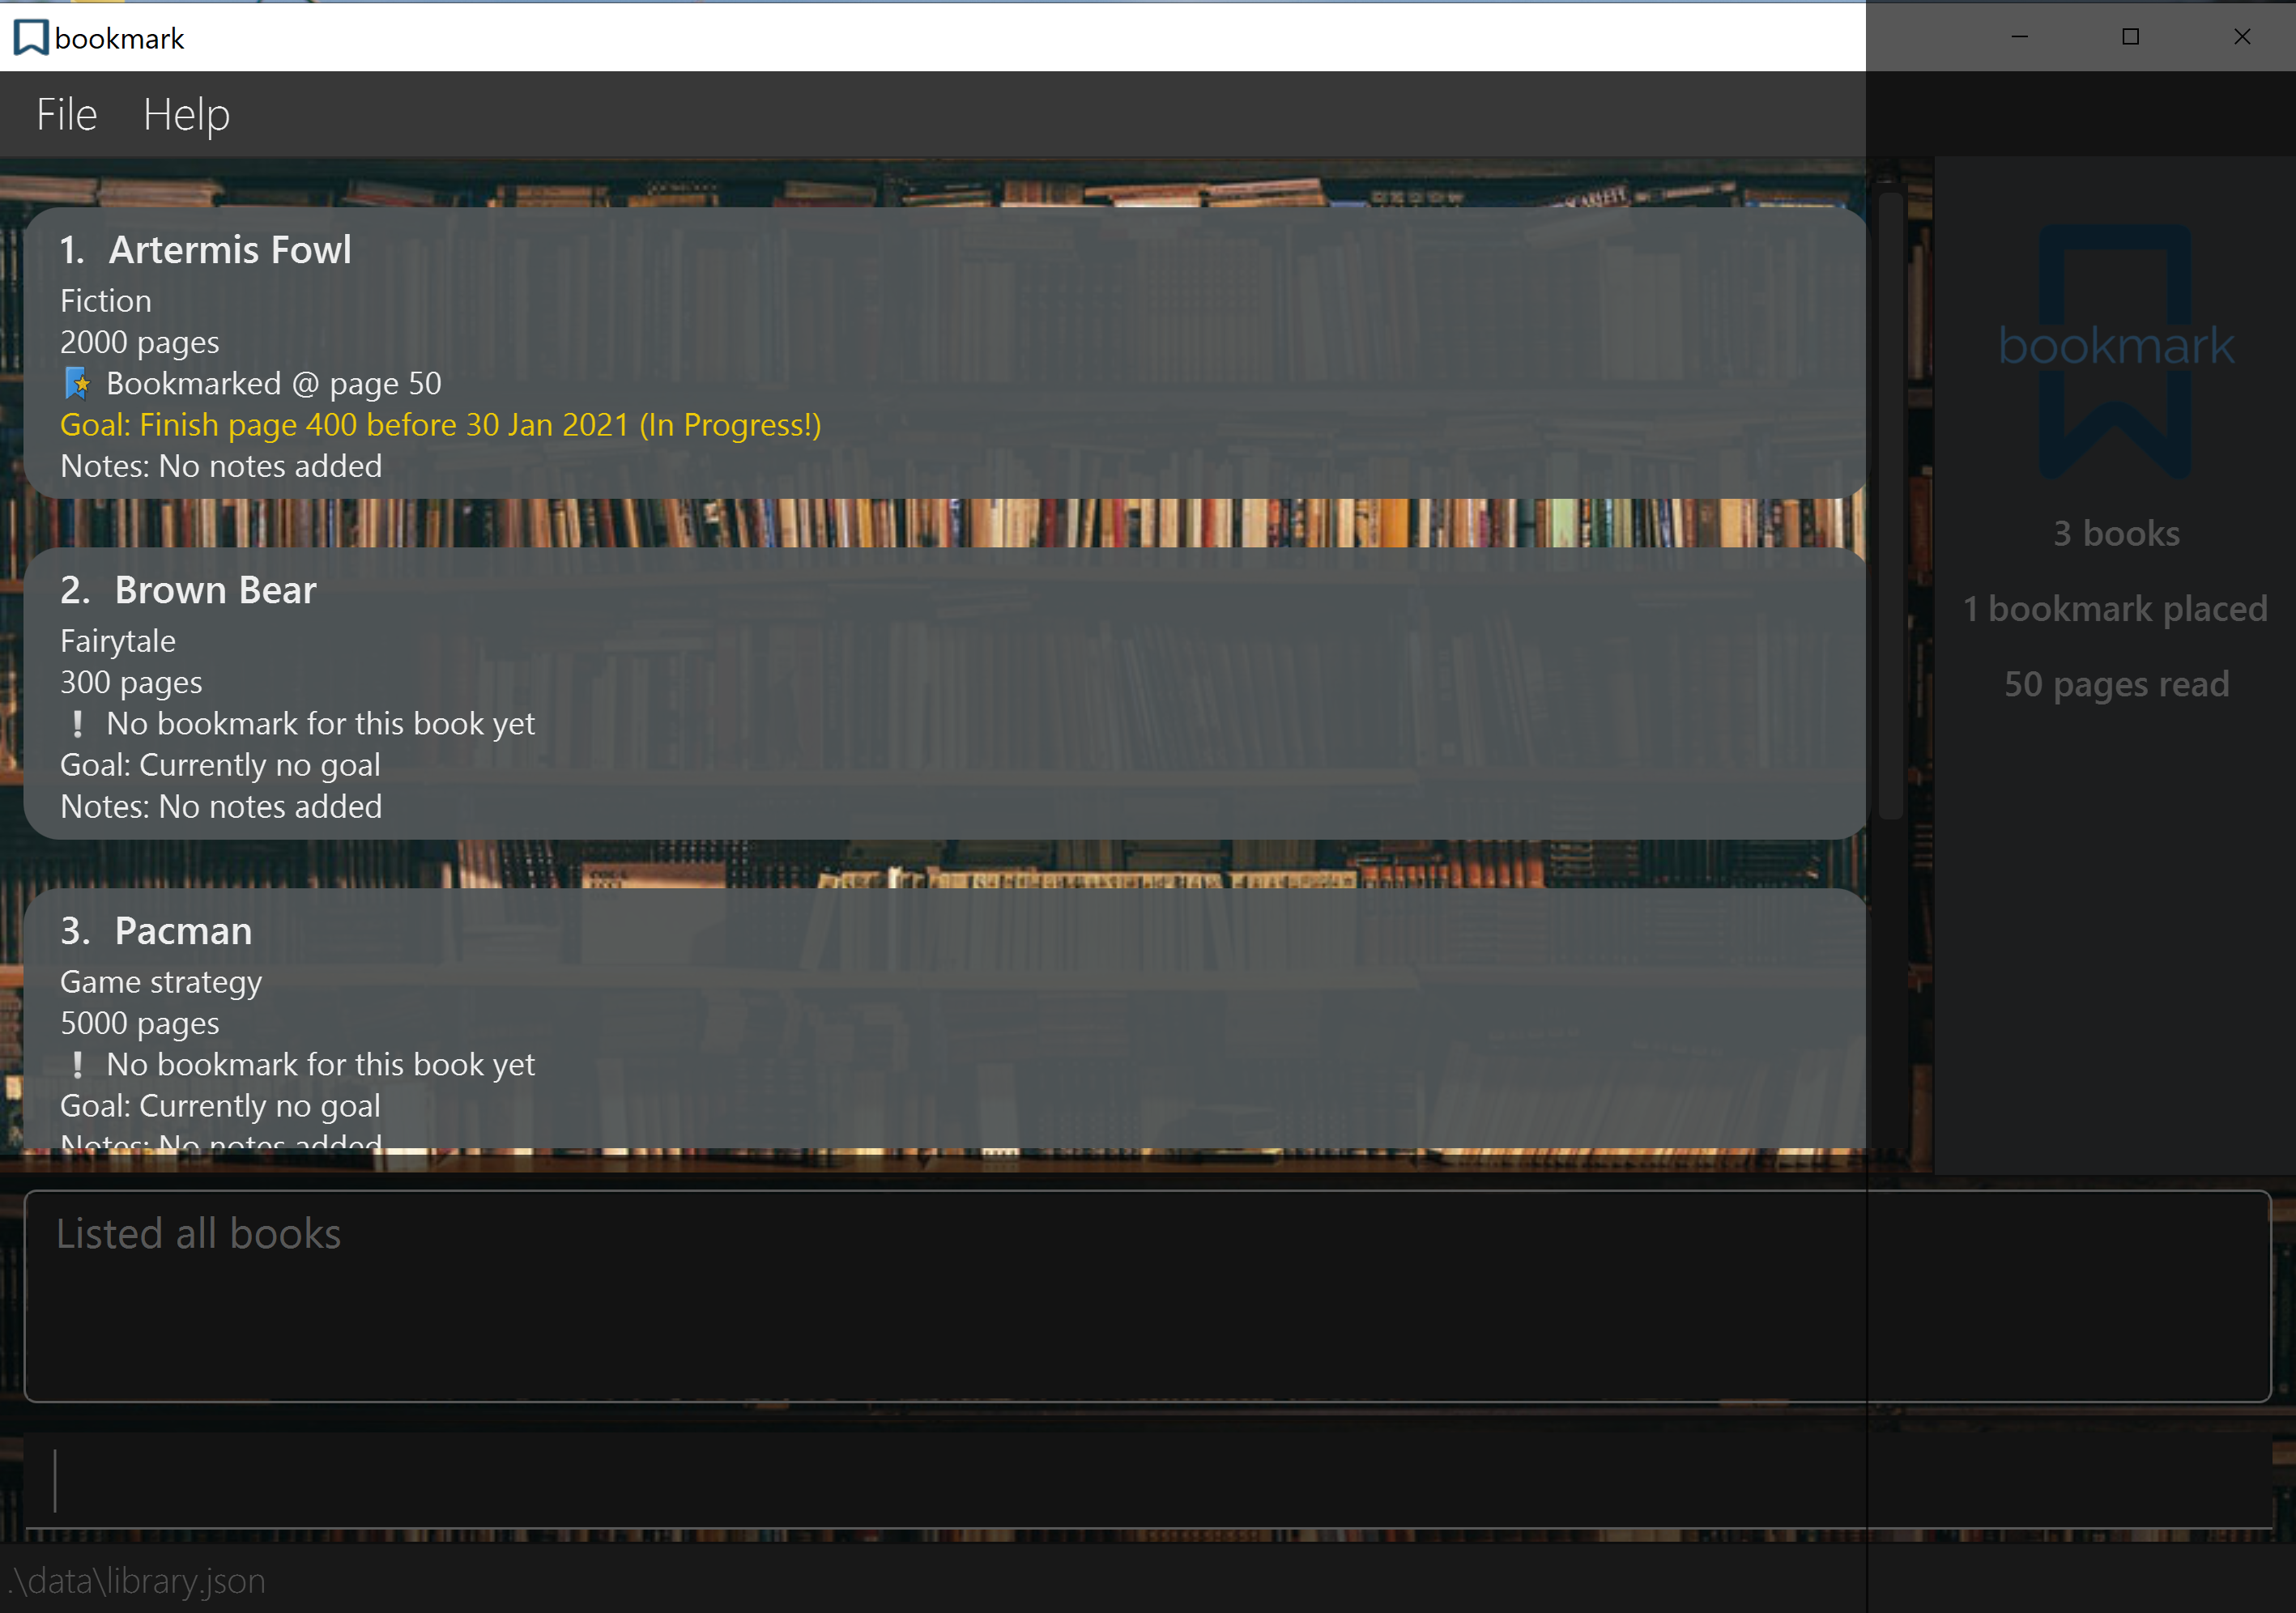 bookmark
File Help
1. Artermis Fowl
Fiction
2000 pages
Bookmarked @ page 50
Goal: Finish page 400 before 30 Jan 2021 (In Progress!)
Notes: No notes added
2. Brown Bear
Fairytale
300 pages
No bookmark for this book yet
Goal: Currently no goal
Notes: No notes added
3. Pacman
Game strategy
5000 pages
No bookmark for this book yet
Goal: Currently no goal
Notes: No notes added
bookmark
3 books
1 bookmark placed
50 pages read
Listed all books
.\data\library.json